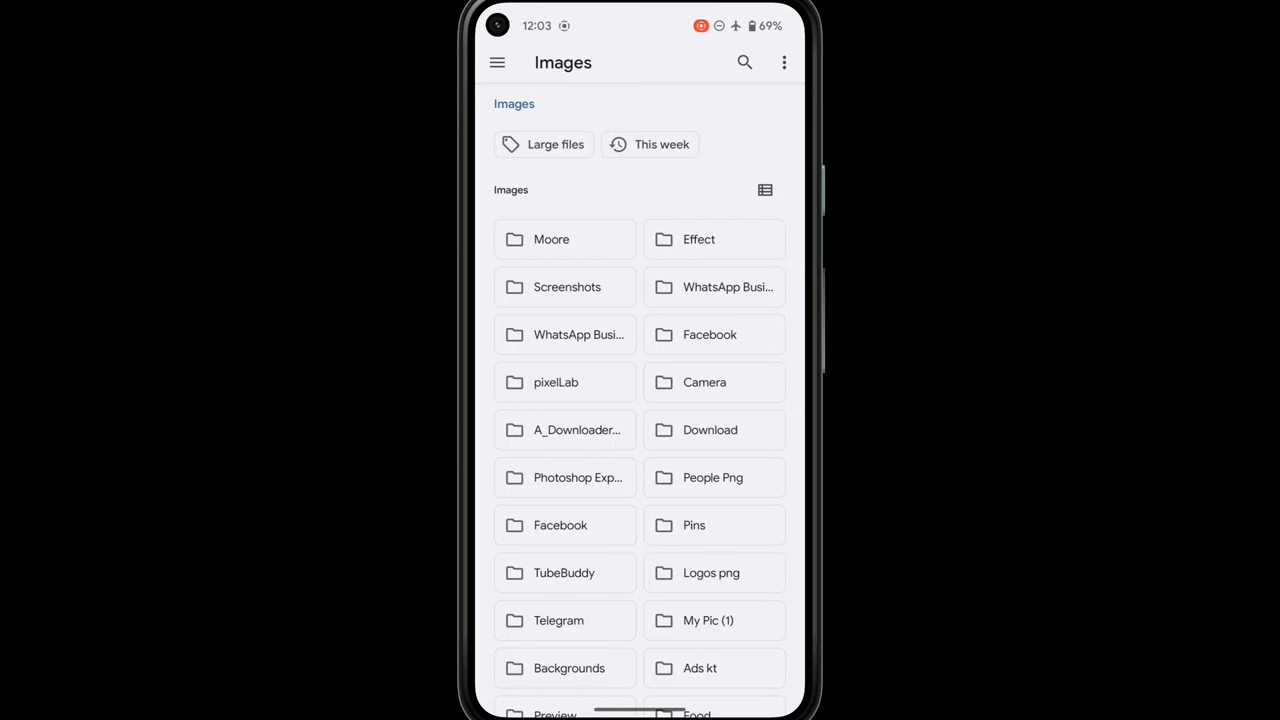 12:03 69%
Images
Images
Large files This week
Images
Moore Effect
Screenshots WhatsApp Busi...
WhatsApp Busi... Facebook
pixelLab Camera
A_Downloader... Download
Photoshop Exp... People Png
Facebook Pins
TubeBuddy Logos png
Telegram My Pic (1)
Backgrounds Ads kt
Preview Food